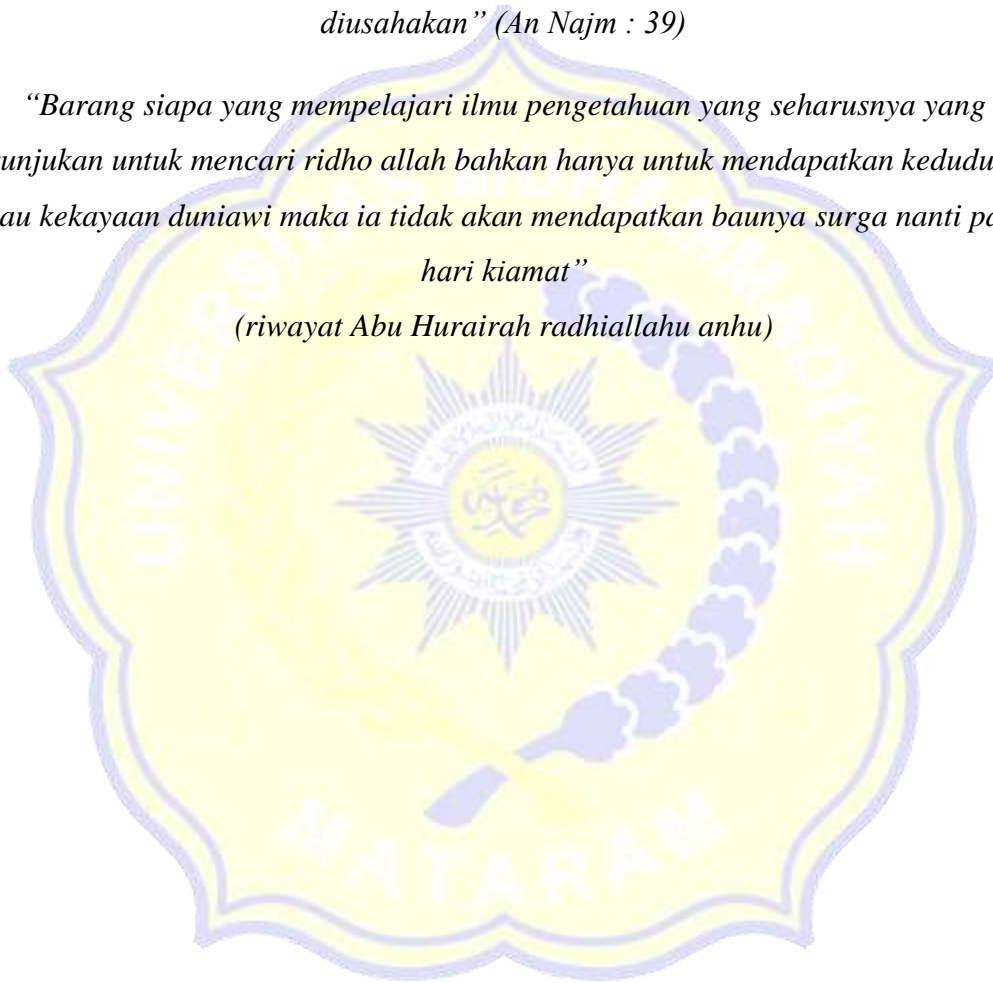 diusahakan” (An Najm : 39)
“Barang siapa yang mempelajari ilmu pengetahuan yang seharusnya yang
unjukan untuk mencari ridho allah bahkan hanya untuk mendapatkan kedudu
au kekayaan duniawi maka ia tidak akan mendapatkan baunya surga nanti pa
hari kiamat”
(riwayat Abu Hurairah radhiallahu anhu)
UNIVERSITAS MUHAMMADIYAH
MATARAM